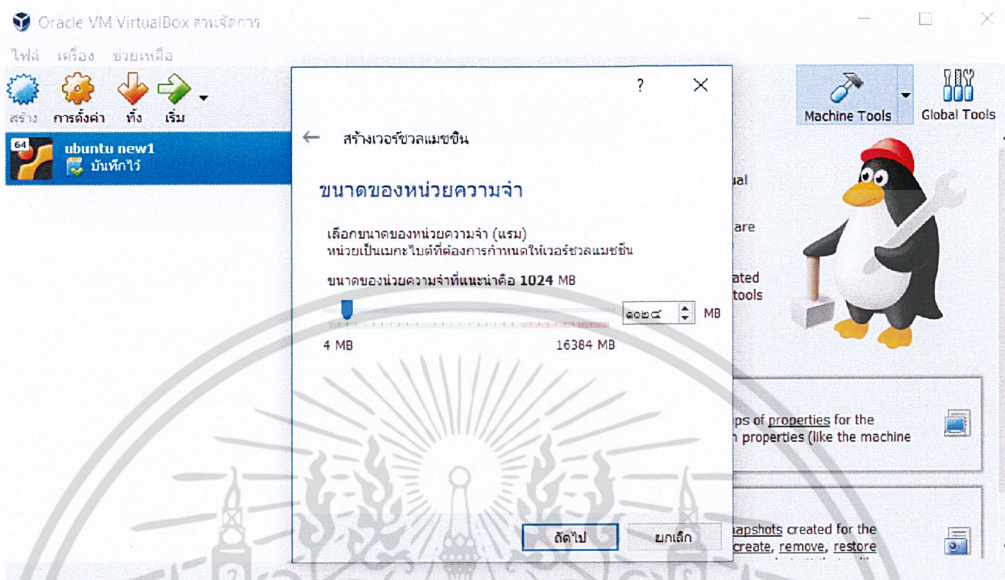 Oracle VM VirtualBox ส่วนจัดการ
ไฟล์ เครื่อง ช่วยเหลือ
สร้าง การตั้งค่า ทิ้ง เริ่ม
Machine Tools Global Tools
64 ubuntu new1
บันทึกไว้
?
สร้างเวอร์ชวลแมชชีน
ขนาดของหน่วยความจำ
เลือกขนาดของหน่วยความจำ (แรม)
หน่วยเป็นเมกะไบต์ที่ต้องการกำหนดให้เวอร์ชวลแมชชีน
ขนาดของน่วยความจำที่แนะนำคือ 1024 MB
๑๐๒๔ MB
4 MB 16384 MB
ถัดไป ยกเลิก
ual
are
ated
tools
ps of properties for the
n properties (like the machine
napshots created for the
create, remove, restore